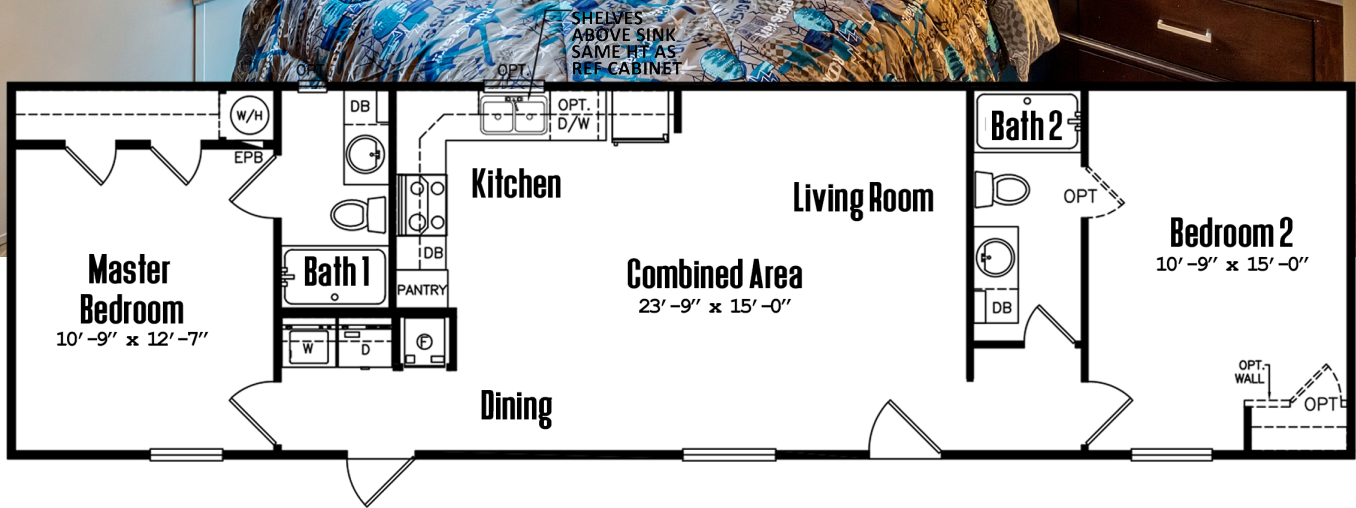 SHELVES
ABOVE SINK
SAME HT AS
REF CABINET
OPT.
OPT.
W/H
EPB
DB
OPT.
D/W
Kitchen
Living Room
Bath 2
OPT
Bedroom 2
10'-9" x 15'-0"
Master
Bedroom
10'-9" x 12'-7"
Bath 1
DB
PANTRY
Combined Area
23'-9" x 15'-0"
DB
W
D
F
Dining
OPT.
WALL
OPT